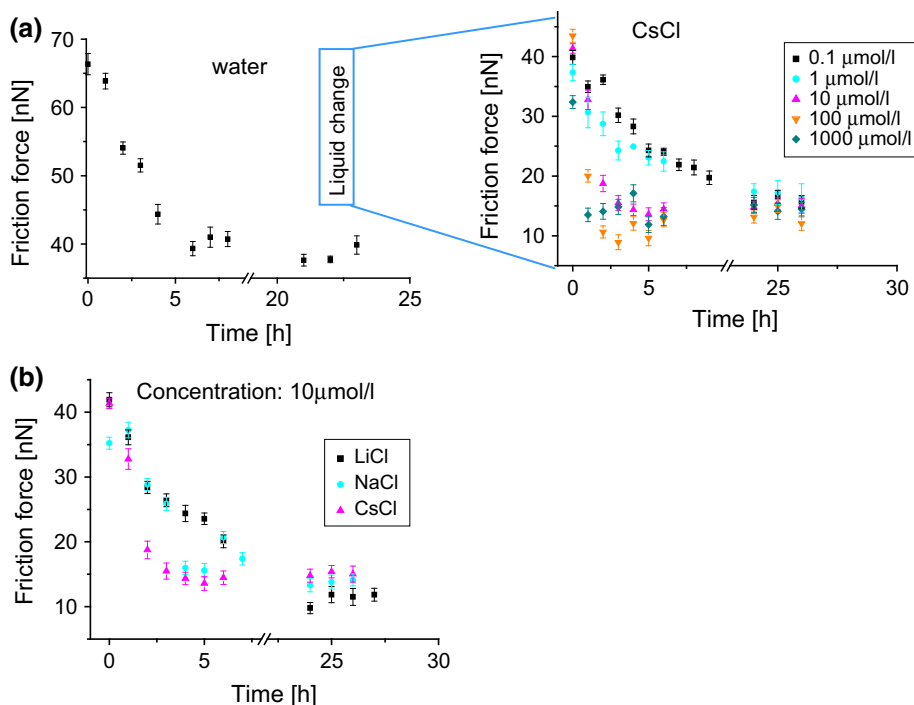 (a)
water
Liquid change
Friction force [nN]
70
60
50
40
0
5
20
25
Time [h]
CsCl
0.1 μmol/l
1 μmol/l
10 μmol/l
100 μmol/l
1000 μmol/l
Friction force [nN]
40
30
20
10
0
5
25
30
Time [h]
(b)
Concentration: 10μmol/l
LiCl
NaCl
CsCl
Friction force [nN]
40
30
20
10
0
5
25
30
Time [h]